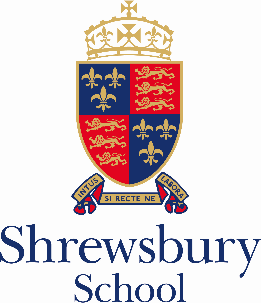 INTUS SI RECTE NE LABORA
Shrewsbury
School